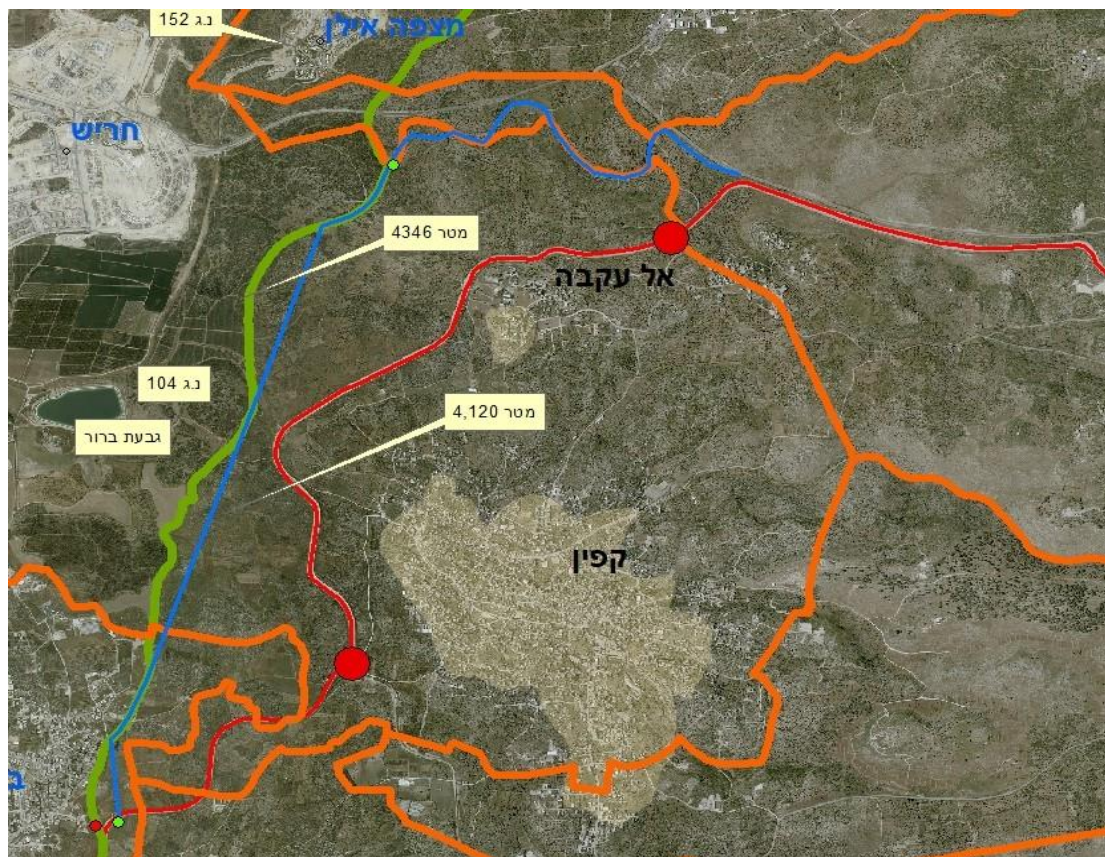 נ.ג 152
מצפה אילן
חריש
מטר 4346
אל עקבה
נ.ג 104
מטר 4,120
גבעת ברור
קפין
ב